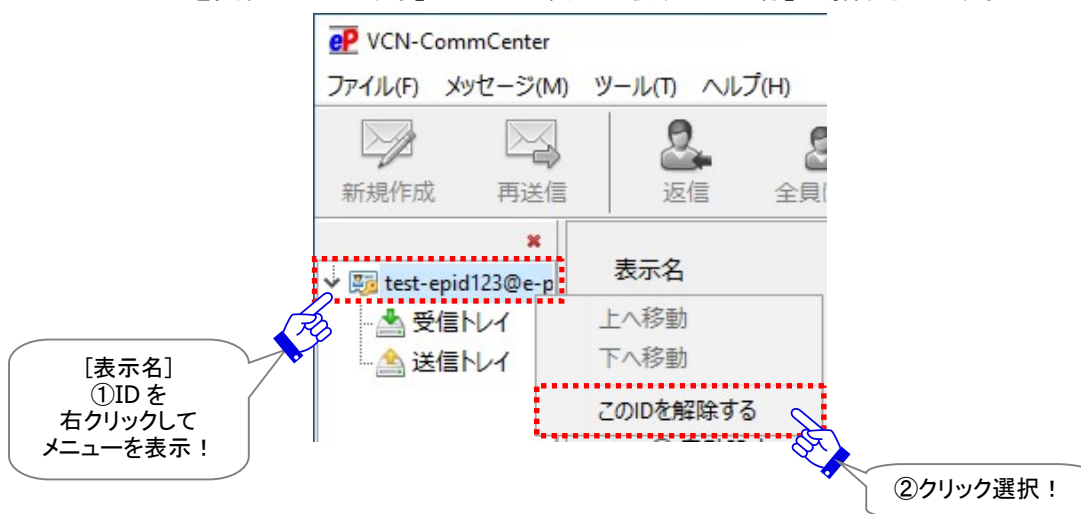 VCN-CommCenter
ファイル(F) メッセージ(M) ツール(T) ヘルプ(H)
新規作成 再送信 返信 全員
表示名
test-epid123@e-p
受信トレイ
送信トレイ
上へ移動
下へ移動
このIDを解除する
[表示名]
①ID を
右クリックして
メニューを表示！
②クリック選択！